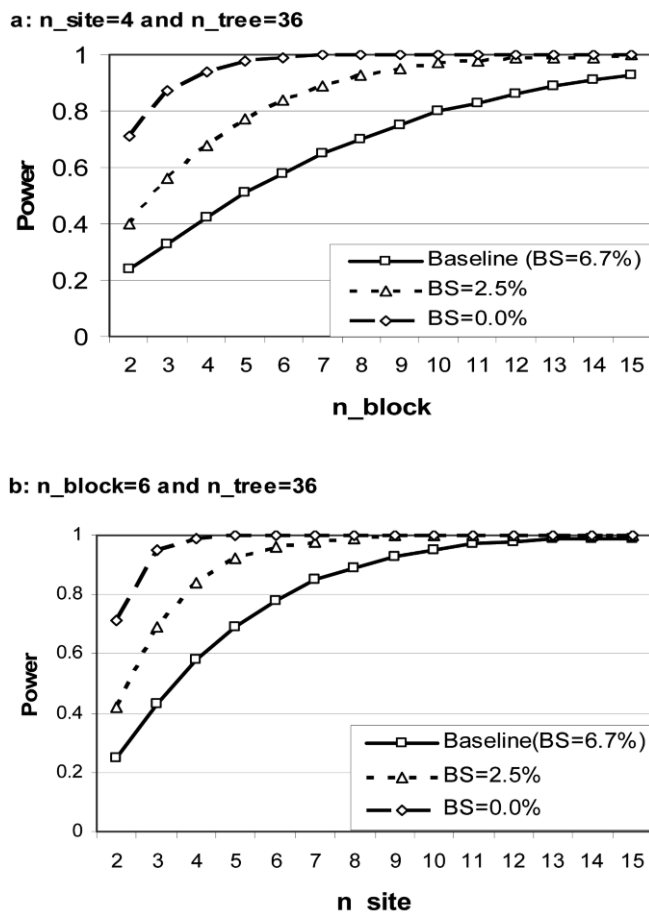 a: n_site=4 and n_tree=36
1
0.8
0.6
0.4
0.2
0
Power
Baseline (BS=6.7%)
BS=2.5%
BS=0.0%
2 3 4 5 6 7 8 9 10 11 12 13 14 15
n_block
b: n_block=6 and n_tree=36
1
0.8
0.6
0.4
0.2
0
Power
Baseline(BS=6.7%)
BS=2.5%
BS=0.0%
2 3 4 5 6 7 8 9 10 11 12 13 14 15
n site